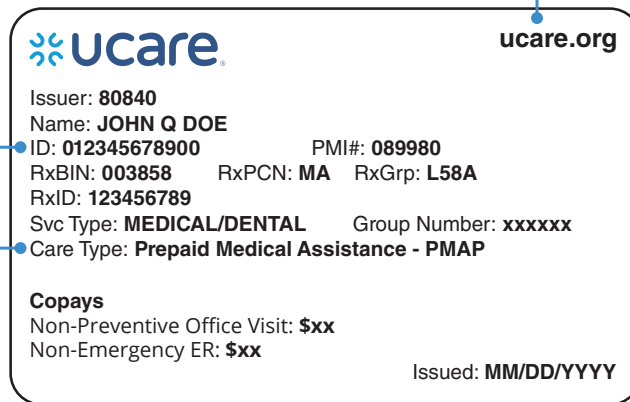 ucare®
ucare.org
Issuer: 80840
Name: JOHN Q DOE
ID: 012345678900 PMI#: 089980
RxBIN: 003858 RxPCN: MA RxGrp: L58A
RxID: 123456789
Svc Type: MEDICAL/DENTAL Group Number: xxxxxx
Care Type: Prepaid Medical Assistance - PMAP
Copays
Non-Preventive Office Visit: $xx
Non-Emergency ER: $xx
Issued: MM/DD/YYYY